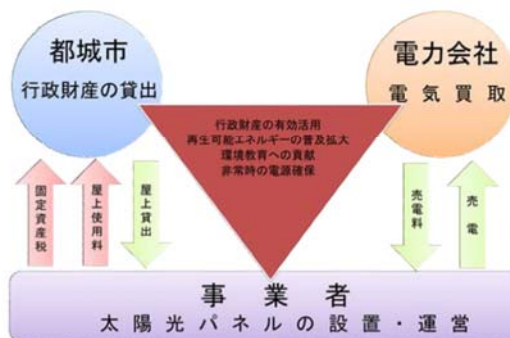 都城市
行政財産の貸出
電力会社
電気買取
行政財産の有効活用
再生可能エネルギーの普及拡大
環境教育への貢献
非常時の電源確保
固定資産税
屋上使用料
屋上貸出
売電料
売電
事業者
太陽光パネルの設置・運営